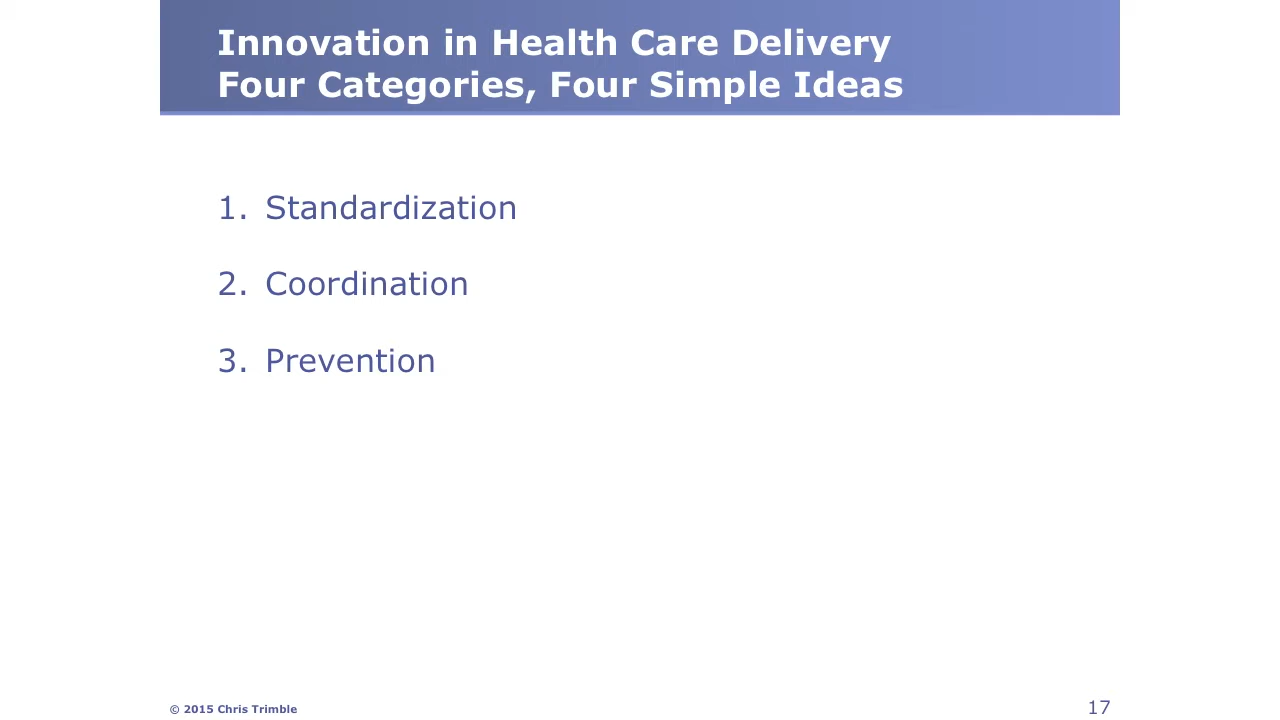 Innovation in Health Care Delivery
Four Categories, Four Simple Ideas
1. Standardization
2. Coordination
3. Prevention
© 2015 Chris Trimble
17